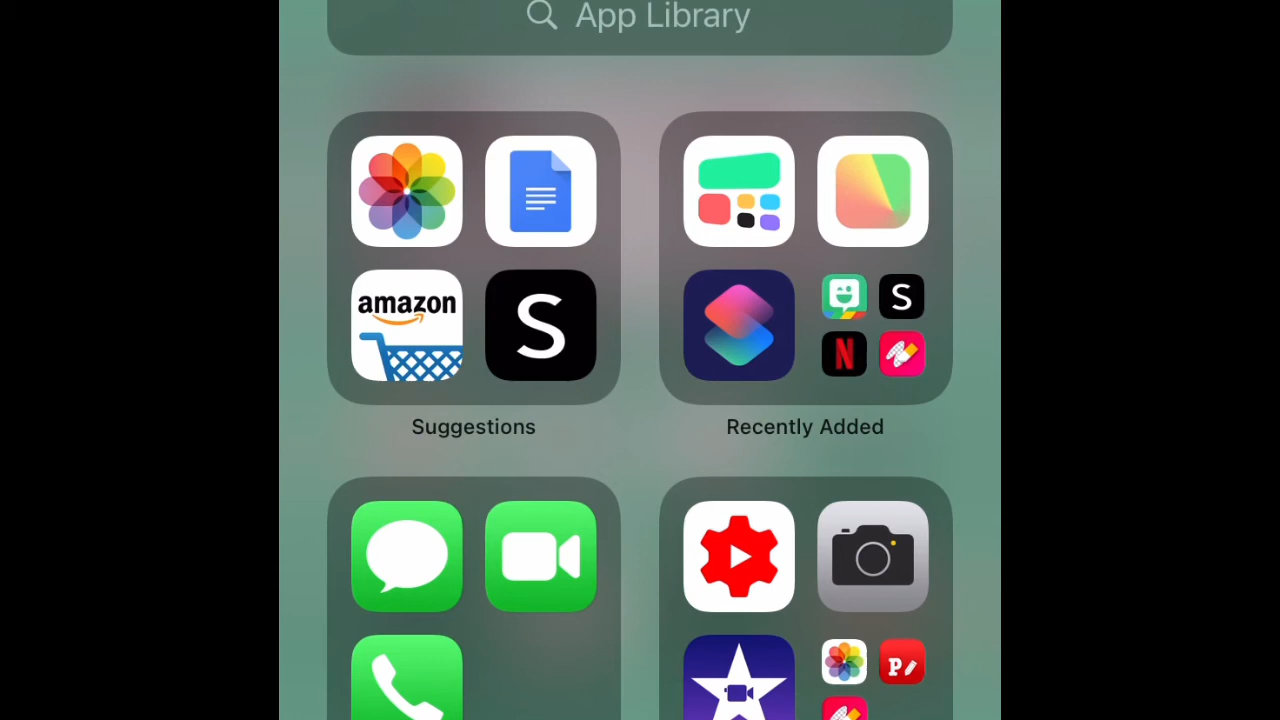 App Library
amazon
S
S
N
Suggestions
Recently Added
P